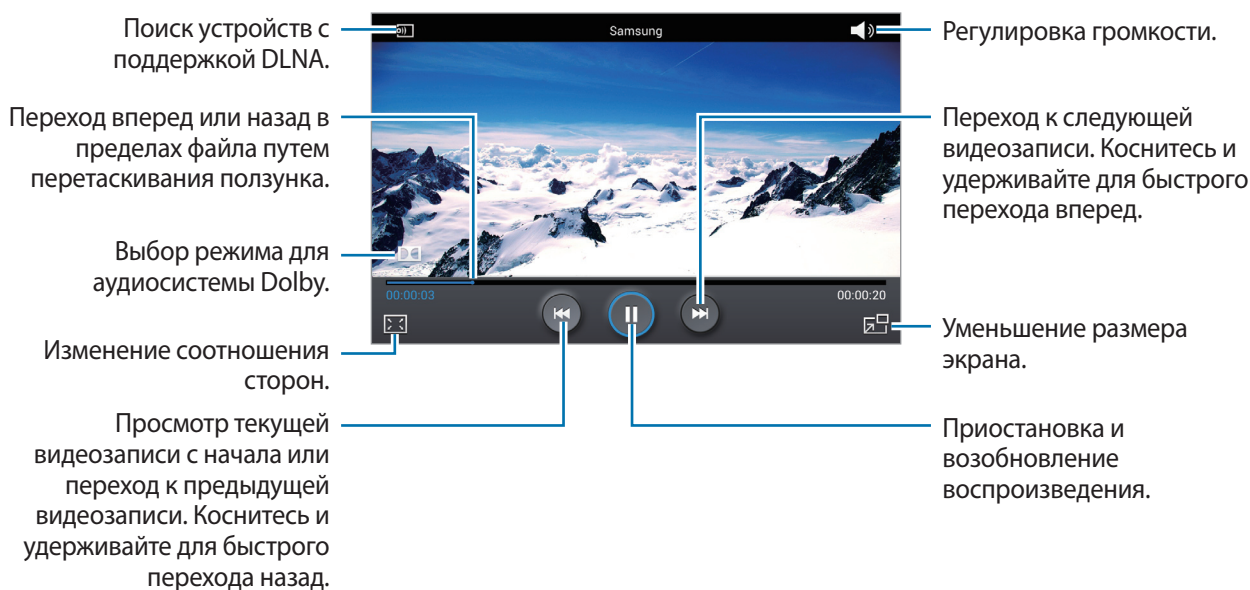 Поиск устройств с
поддержкой DLNA.
Переход вперед или назад в
пределах файла путем
перетаскивания ползунка.
Выбор режима для
аудиосистемы Dolby.
Изменение соотношения
сторон.
Просмотр текущей
видеозаписи с начала или
переход к предыдущей
видеозаписи. Коснитесь и
удерживайте для быстрого
перехода назад.
Samsung
00:00:03
00:00:20
Регулировка громкости.
Переход к следующей
видеозаписи. Коснитесь и
удерживайте для быстрого
перехода вперед.
Уменьшение размера
экрана.
Приостановка и
возобновление
воспроизведения.